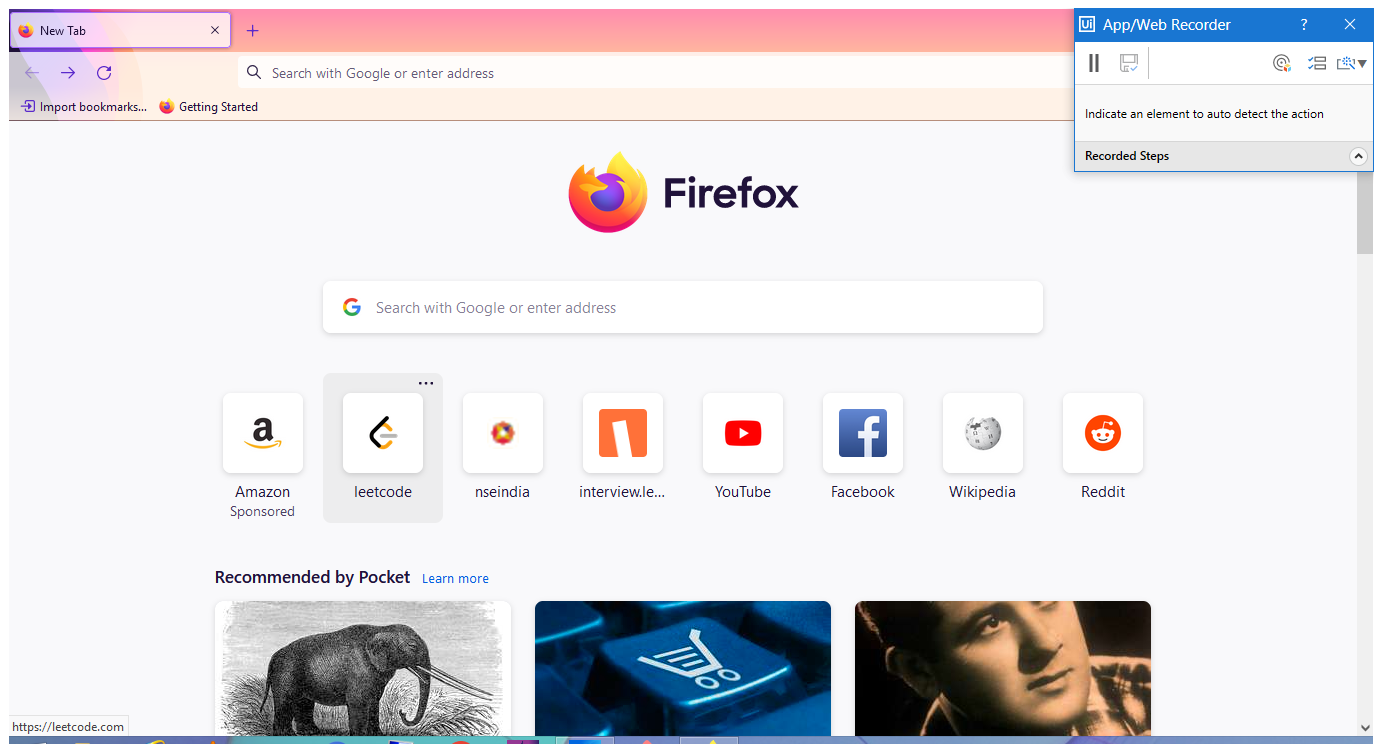 New Tab
Ui App/Web Recorder ?
Search with Google or enter address
Import bookmarks... Getting Started
Indicate an element to auto detect the action
Recorded Steps
Firefox
Search with Google or enter address
Amazon leetcode nseindia interview.le... YouTube Facebook Wikipedia Reddit
Sponsored
Recommended by Pocket Learn more
https://leetcode.com